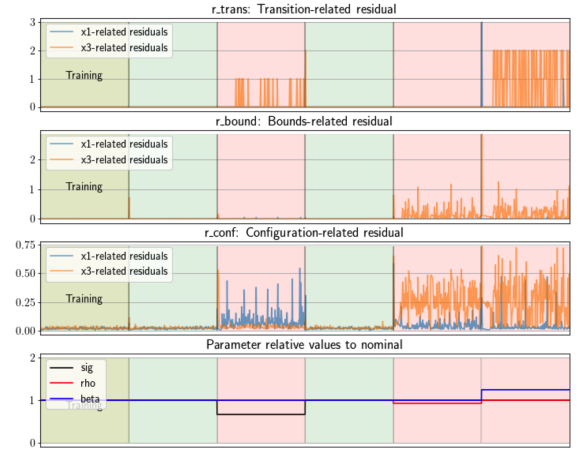 r_trans: Transition-related residual
3
x1-related residuals
x3-related residuals
2
Training
1
0
r_bound: Bounds-related residual
x1-related residuals
x3-related residuals
2
Training
1
0
r_conf: Configuration-related residual
0.75
x1-related residuals
x3-related residuals
0.50
Training
0.25
0.00
Parameter relative values to nominal
2
sig
rho
beta
1
Training
0